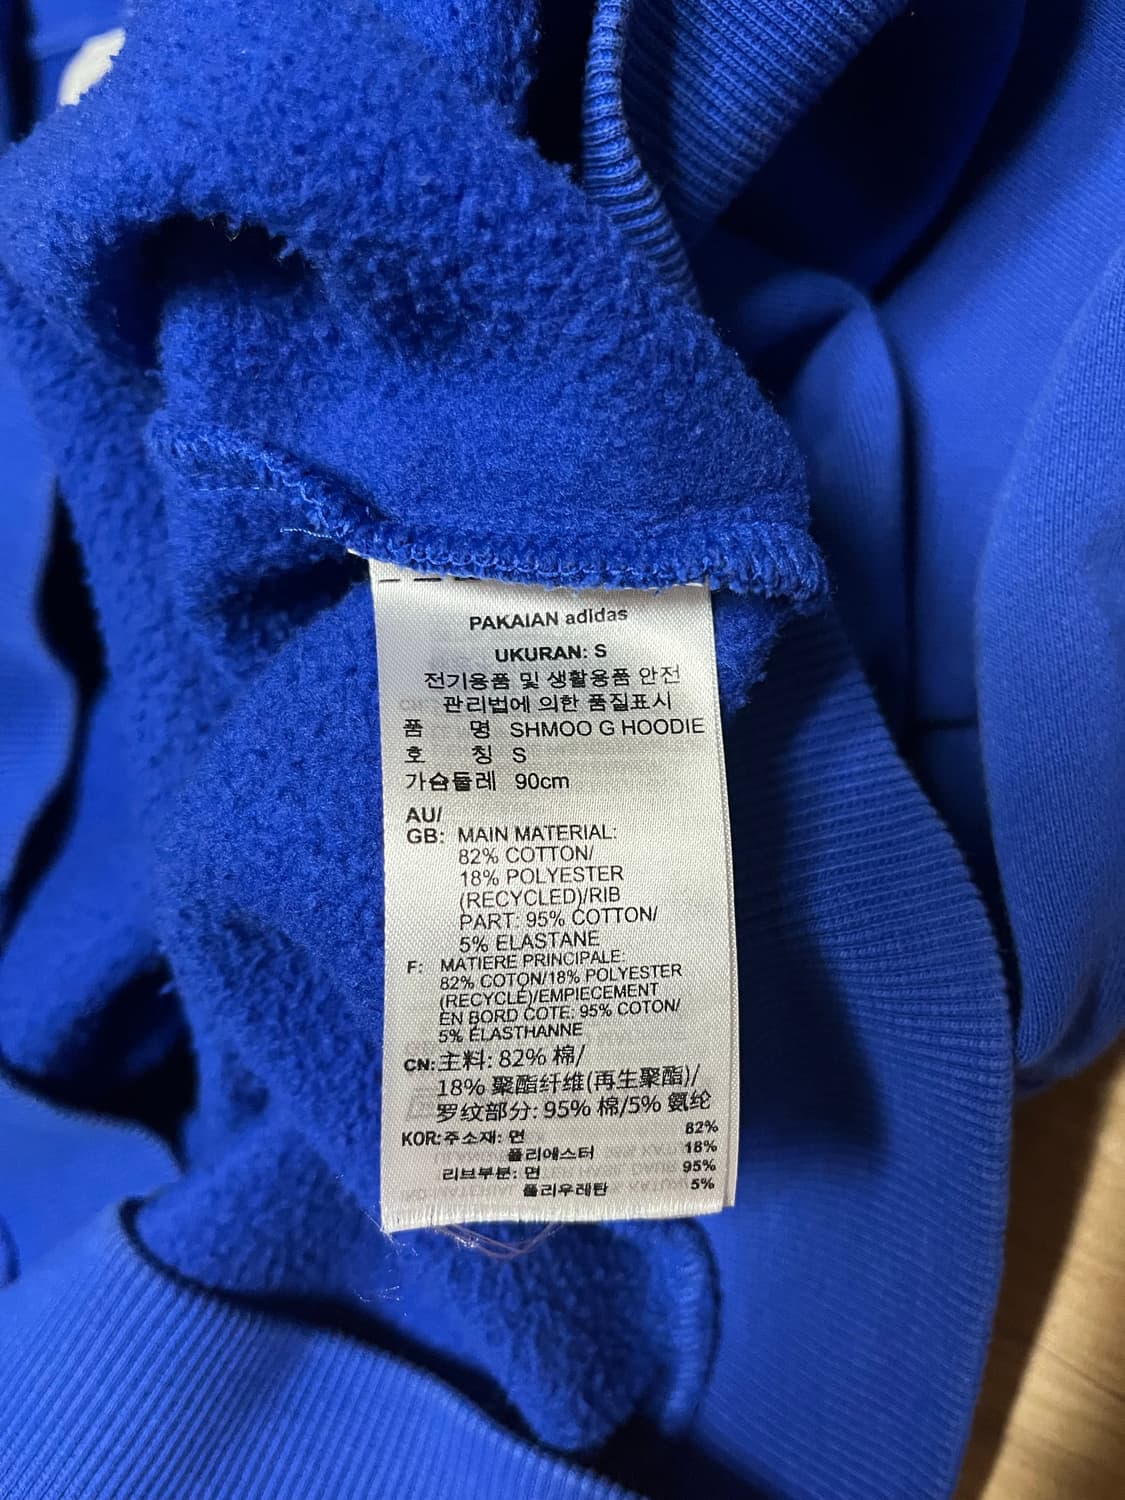 PAKAIAN adidas
UKURAN: S
전기용품 및 생활용품 안전
관리법에 의한 품질표시
품 명 SHMOO G HOODIE
호 칭 S
가슴둘레 90cm
AU/
GB: MAIN MATERIAL:
82% COTTON/
18% POLYESTER
(RECYCLED)/RIB
PART: 95% COTTON/
5% ELASTANE
F: MATIERE PRINCIPALE:
82% COTON/18% POLYESTER
(RECYCLÉ)/EMPIECEMENT
EN BORD COTE: 95% COTON/
5% ÉLASTHANNE
CN: 主料: 82% 棉/
18% 聚酯纤维(再生聚酯)/
罗纹部分: 95% 棉/5% 氨纶
KOR: 주소재: 면 82%
폴리에스터 18%
리브부분: 면 95%
폴리우레탄 5%